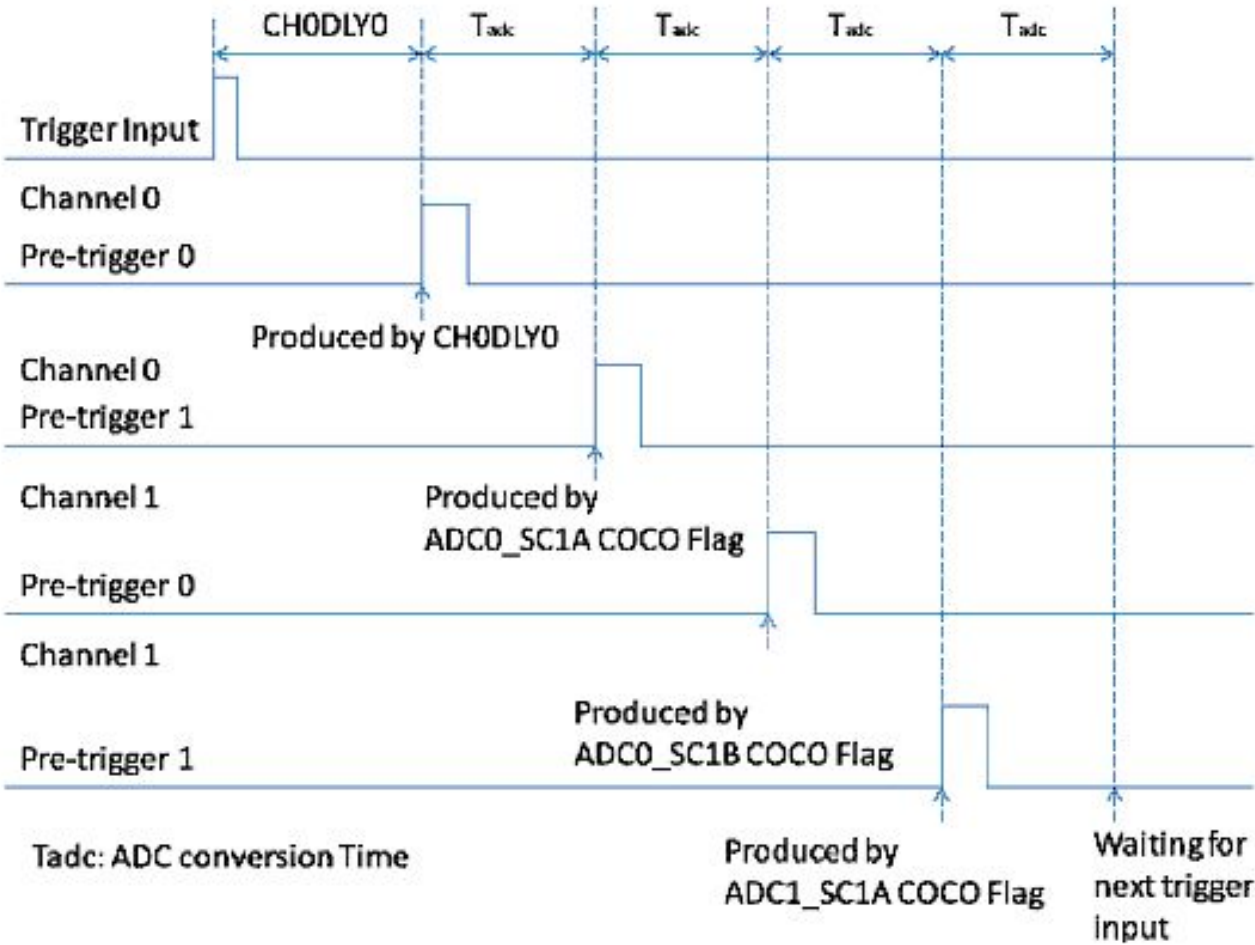 CH0DLY0 Tadc Tadc Tadc Tadc
Trigger Input
Channel 0
Pre-trigger 0
Produced by CH0DLY0
Channel 0
Pre-trigger 1
Channel 1
Produced by
ADC0_SC1A COCO Flag
Pre-trigger 0
Channel 1
Produced by
ADC0_SC1B COCO Flag
Pre-trigger 1
Tadc: ADC conversion Time
Produced by
ADC1_SC1A COCO Flag
Waiting for
next trigger
input